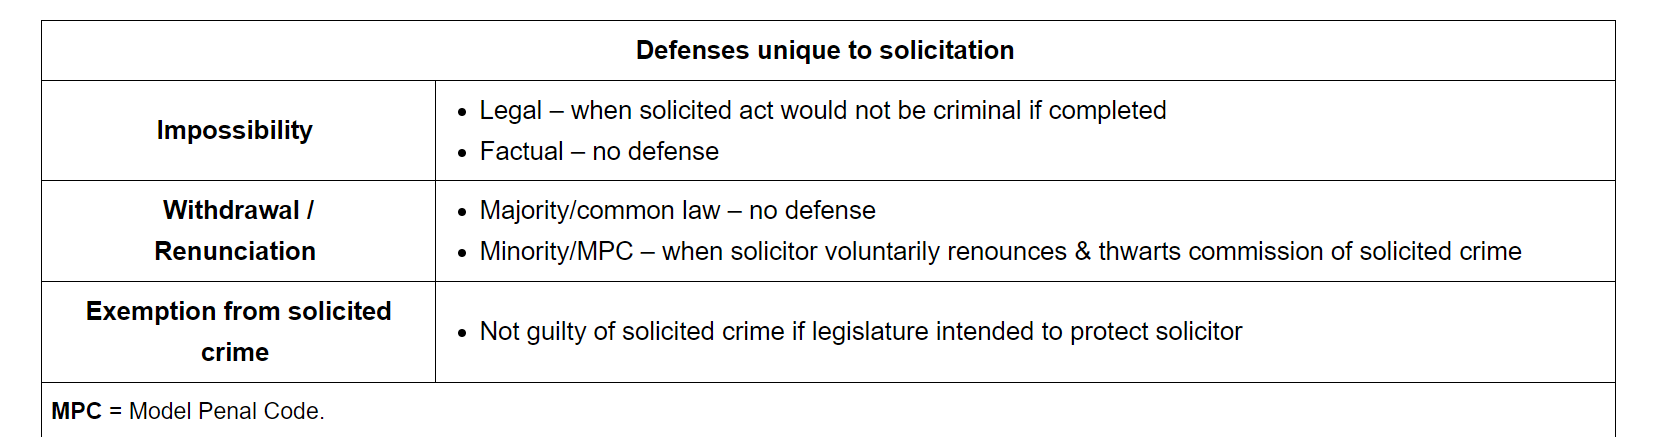 Defenses unique to solicitation
Impossibility
• Legal – when solicited act would not be criminal if completed
• Factual – no defense
Withdrawal /
Renunciation
• Majority/common law – no defense
• Minority/MPC – when solicitor voluntarily renounces & thwarts commission of solicited crime
Exemption from solicited
crime
• Not guilty of solicited crime if legislature intended to protect solicitor
MPC = Model Penal Code.